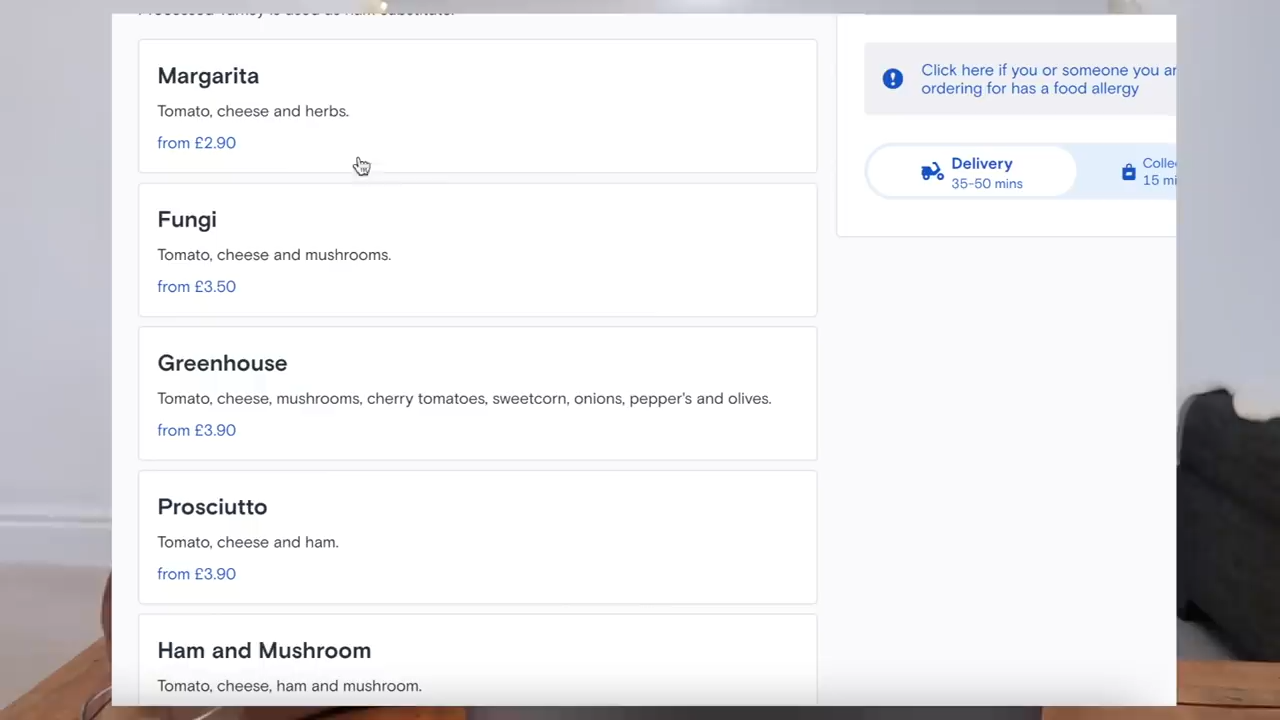 Margarita
Tomato, cheese and herbs.
from £2.90
Fungi
Tomato, cheese and mushrooms.
from £3.50
Greenhouse
Tomato, cheese, mushrooms, cherry tomatoes, sweetcorn, onions, pepper's and olives.
from £3.90
Prosciutto
Tomato, cheese and ham.
from £3.90
Ham and Mushroom
Tomato, cheese, ham and mushroom.
Click here if you or someone you
ordering for has a food allergy
Delivery
35-50 mins
15